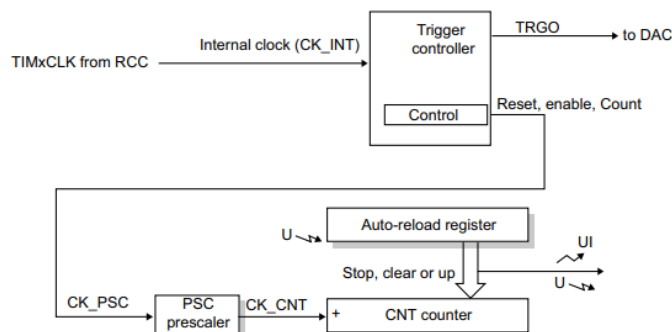 Trigger
controller
TRGO
to DAC
Internal clock (CK_INT)
TIMxCLK from RCC
Control
Reset, enable, Count
Auto-reload register
U
UI
Stop, clear or up
U
CK_PSC
PSC
prescaler
CK_CNT
+
CNT counter